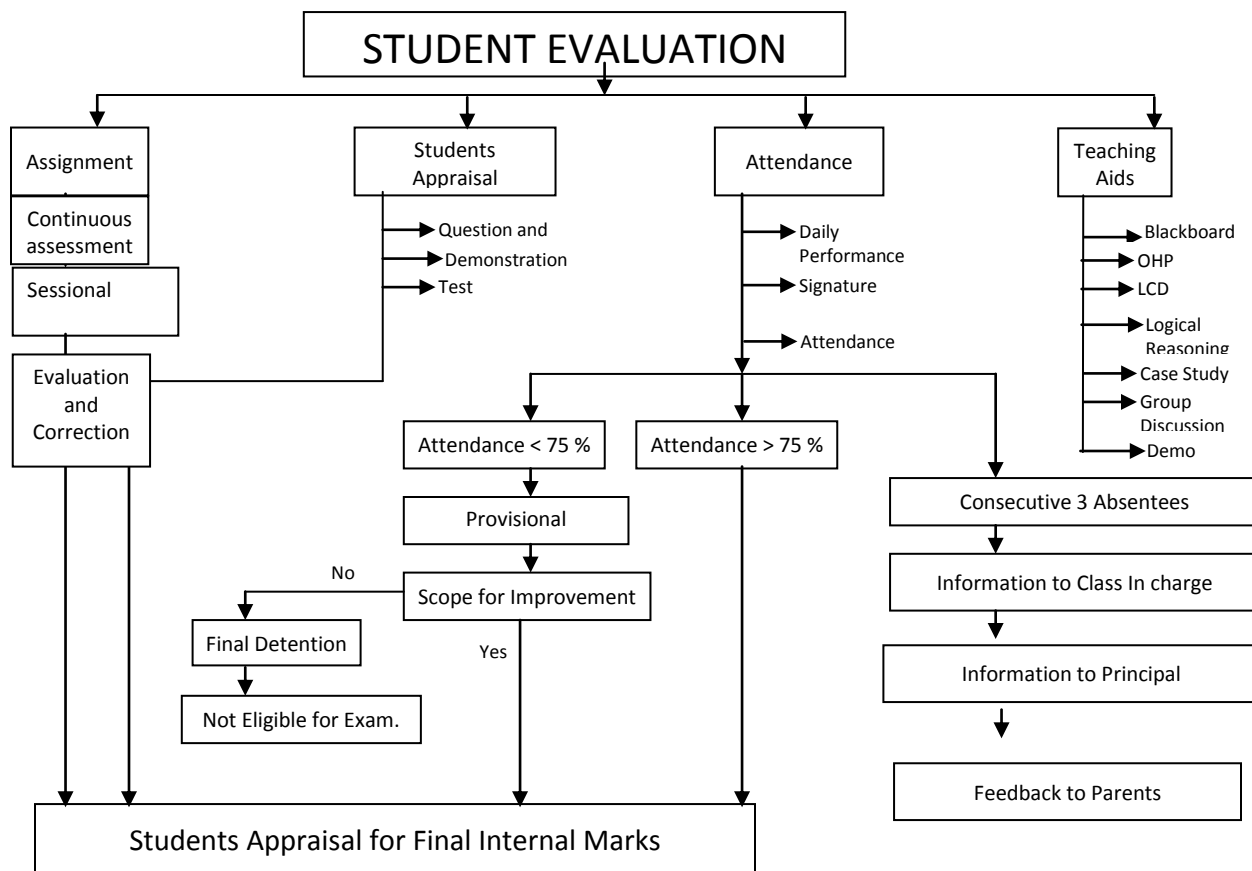 STUDENT EVALUATION
Assignment
Continuous
assessment
Sessional
Evaluation
and
Correction
Students
Appraisal
Question and
Demonstration
Test
Attendance
Daily
Performance
Signature
Attendance
Teaching
Aids
Blackboard
OHP
LCD
Logical
Reasoning
Case Study
Group
Discussion
Demo
Attendance < 75 %
Attendance > 75 %
Provisional
Scope for Improvement
No
Yes
Final Detention
Not Eligible for Exam.
Consecutive 3 Absentees
Information to Class In charge
Information to Principal
Feedback to Parents
Students Appraisal for Final Internal Marks